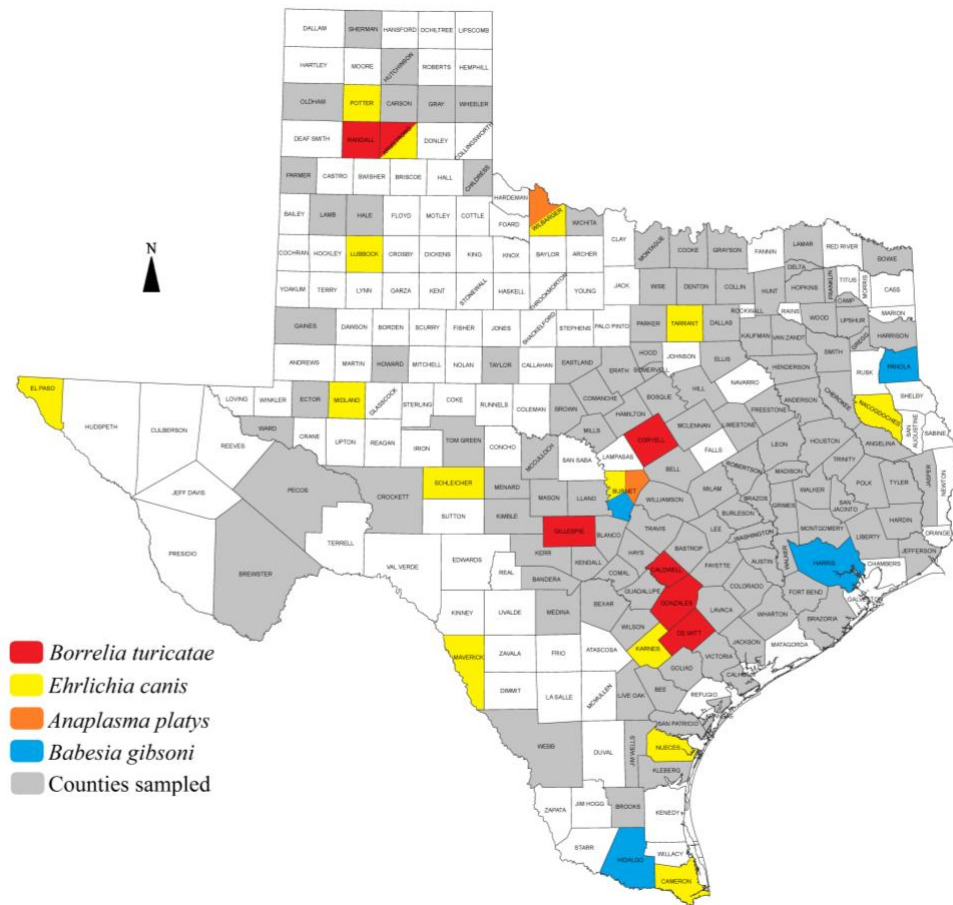 DALLAM SHERMAN HANSFORD OCHILTREE LIPSCOMB
HARTLEY MOORE HUTCHINSON ROBERTS HEMPHILL
OLDHAM POTTER CARSON GRAY WHEELER
DEAF SMITH RANDALL ARMSTRONG DONLEY COLLINGSWORTH
PARMER CASTRO SWISHER BRISCOE HALL CHILDRESS
HARDEMAN
BAILEY LAMB HALE FLOYD MOTLEY COTTLE FOARD WILBARGER WICHITA
CLAY MONTAGUE COOKE GRAYSON FANNIN LAMAR RED RIVER BOWIE
N
COCHRAN HOCKLEY LUBBOCK CROSBY DICKENS KING KNOX BAYLOR ARCHER
DELTA FRANKLIN TITUS MORRIS CASS
YOAKUM TERRY LYNN GARZA KENT STONEWALL HASKELL THROCKMORTON YOUNG
JACK WISE DENTON COLLIN HUNT HOPKINS CAMP MARION
ROCKWALL RAINS WOOD UPSHUR
GAINES DAWSON BORDEN SCURRY FISHER JONES SHACKELFORD STEPHENS PALO PINTO PARKER TARRANT DALLAS KAUFMAN VAN ZANDT GREGG HARRISON
ANDREWS MARTIN HOWARD MITCHELL NOLAN TAYLOR CALLAHAN EASTLAND ERATH HOOD SOMERVELL JOHNSON ELLIS HENDERSON SMITH RUSK PANOLA
EL PASO HUDSPETH CULBERSON LOVING WINKLER ECTOR MIDLAND GLASSCOCK STERLING COKE RUNNELS COLEMAN BROWN COMANCHE BOSQUE HILL NAVARRO ANDERSON CHEROKEE NACOGDOCHES SHELBY
REEVES WARD CRANE UPTON REAGAN IRION TOM GREEN CONCHO MCCULLOCH MILLS HAMILTON CORYELL MCLENNAN LIMESTONE FREESTONE HOUSTON ANGELINA SAN AUGUSTINE SABINE
SAN SABA LAMPASAS BELL FALLS ROBERTSON LEON MADISON TRINITY POLK TYLER JASPER NEWTON
JEFF DAVIS PECOS CROCKETT SCHLEICHER MENARD MASON LLANO BURNET WILLIAMSON MILAM BRAZOS GRIMES WALKER SAN JACINTO HARDIN ORANGE
PRESIDIO BREWSTER TERRELL SUTTON KIMBLE GILLESPIE BLANCO TRAVIS LEE BURLESON WASHINGTON MONTGOMERY LIBERTY JEFFERSON
VAL VERDE EDWARDS REAL KERR KENDALL HAYS BASTROP FAYETTE AUSTIN WALKER HARRIS CHAMBERS
BANDERA COMAL CALDWELL GUADALUPE COLORADO FORT BEND
KINNEY UVALDE MEDINA BEXAR WILSON GONZALES LAVACA WHARTON BRAZORIA
MAVERICK ZAVALA FRIO ATASCOSA KARNES DE WITT JACKSON MATAGORDA
DIMMIT LA SALLE MCMULLEN LIVE OAK BEE GOLIAD VICTORIA REFUGIO
WEBB DUVAL JIM WELLS SAN PATRICIO NUECES KLEBERG
ZAPATA JIM HOGG BROOKS KENEDY
STARR HIDALGO WILLACY CAMERON
Borrelia turicatae
Ehrlichia canis
Anaplasma platys
Babesia gibsoni
Counties sampled